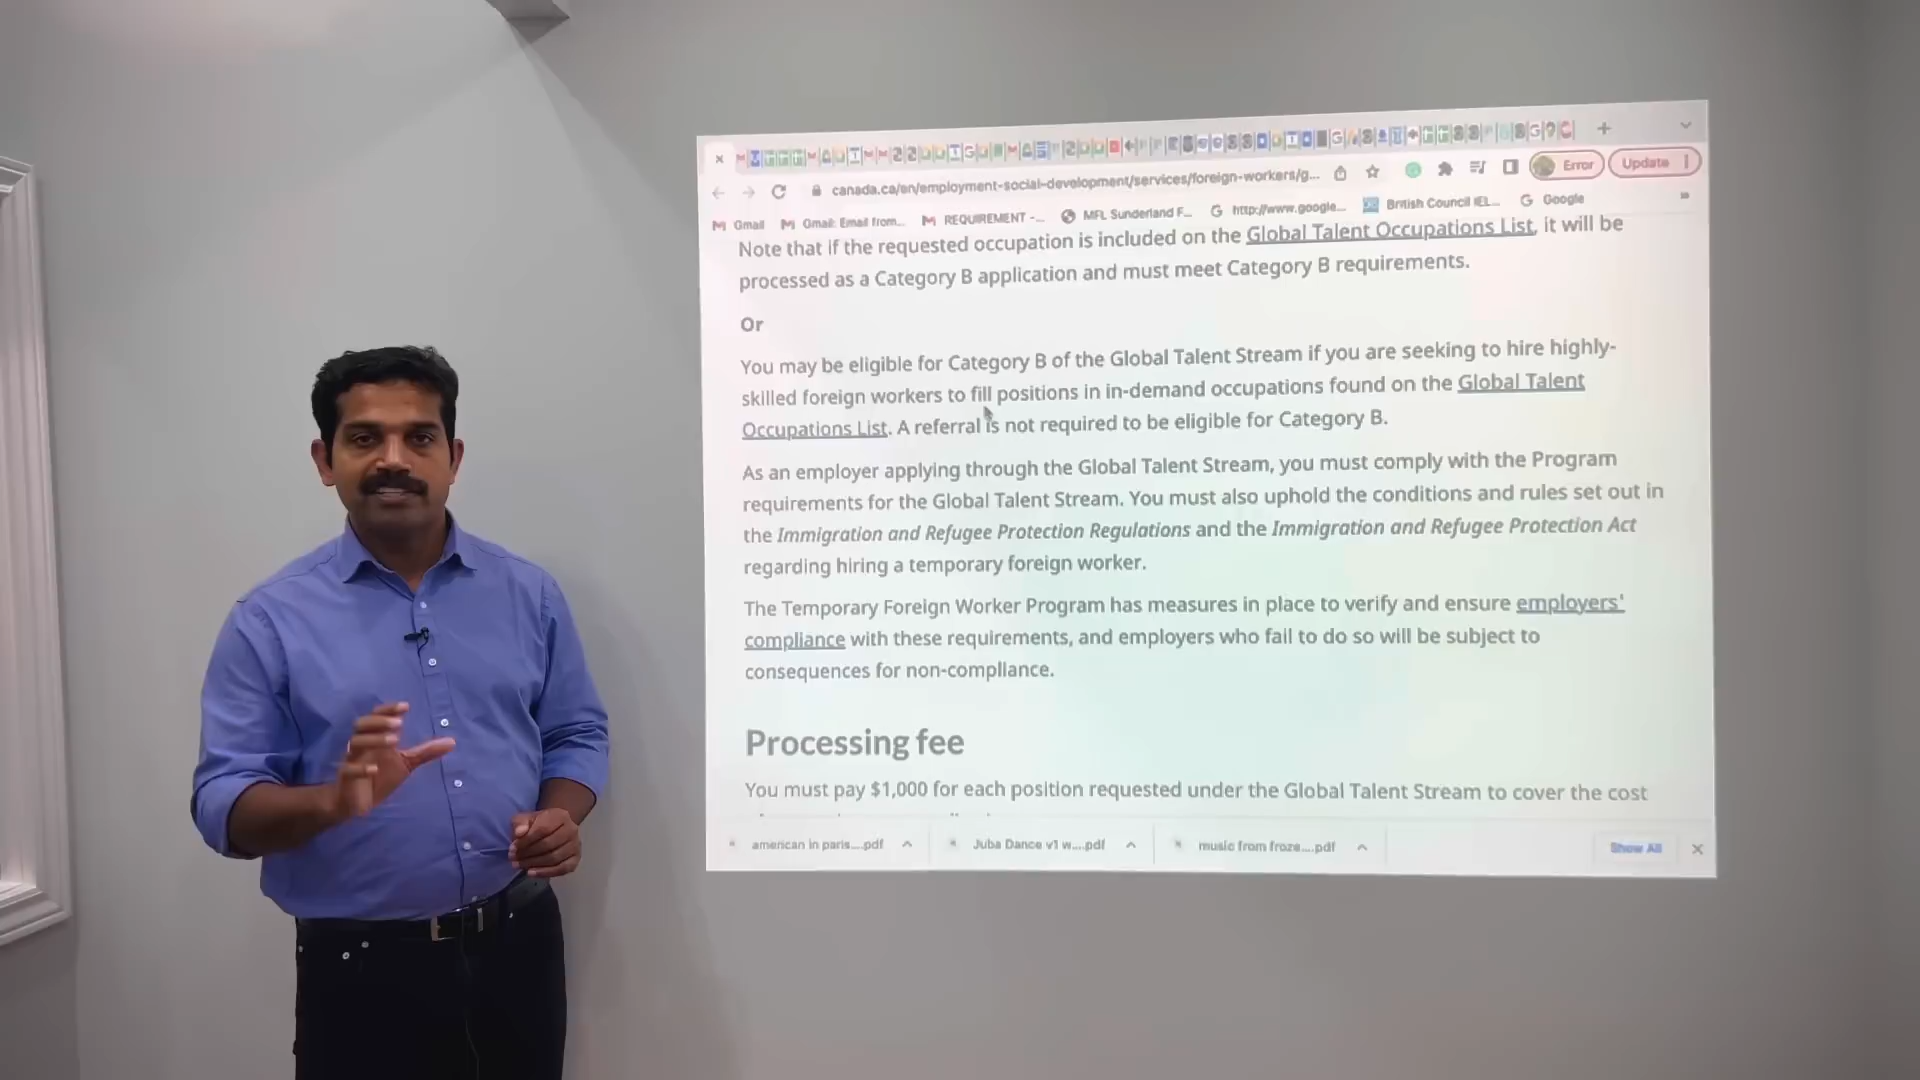 Error
Update
canada.ca/en/employment-social-development/services/foreign-workers/g...
Gmail
Gmail: Email from...
REQUIREMENT -...
MFL Sunderland F...
http://www.google...
British Council IEL...
Google
»
Note that if the requested occupation is included on the Global Talent Occupations List, it will be
processed as a Category B application and must meet Category B requirements.
Or
You may be eligible for Category B of the Global Talent Stream if you are seeking to hire highly-
skilled foreign workers to fill positions in in-demand occupations found on the Global Talent
Occupations List. A referral is not required to be eligible for Category B.
As an employer applying through the Global Talent Stream, you must comply with the Program
requirements for the Global Talent Stream. You must also uphold the conditions and rules set out in
the Immigration and Refugee Protection Regulations and the Immigration and Refugee Protection Act
regarding hiring a temporary foreign worker.
The Temporary Foreign Worker Program has measures in place to verify and ensure employers'
compliance with these requirements, and employers who fail to do so will be subject to
consequences for non-compliance.
Processing fee
You must pay $1,000 for each position requested under the Global Talent Stream to cover the cost
american in paris....pdf
Juba Dance v1 w....pdf
music from froze....pdf
Show All